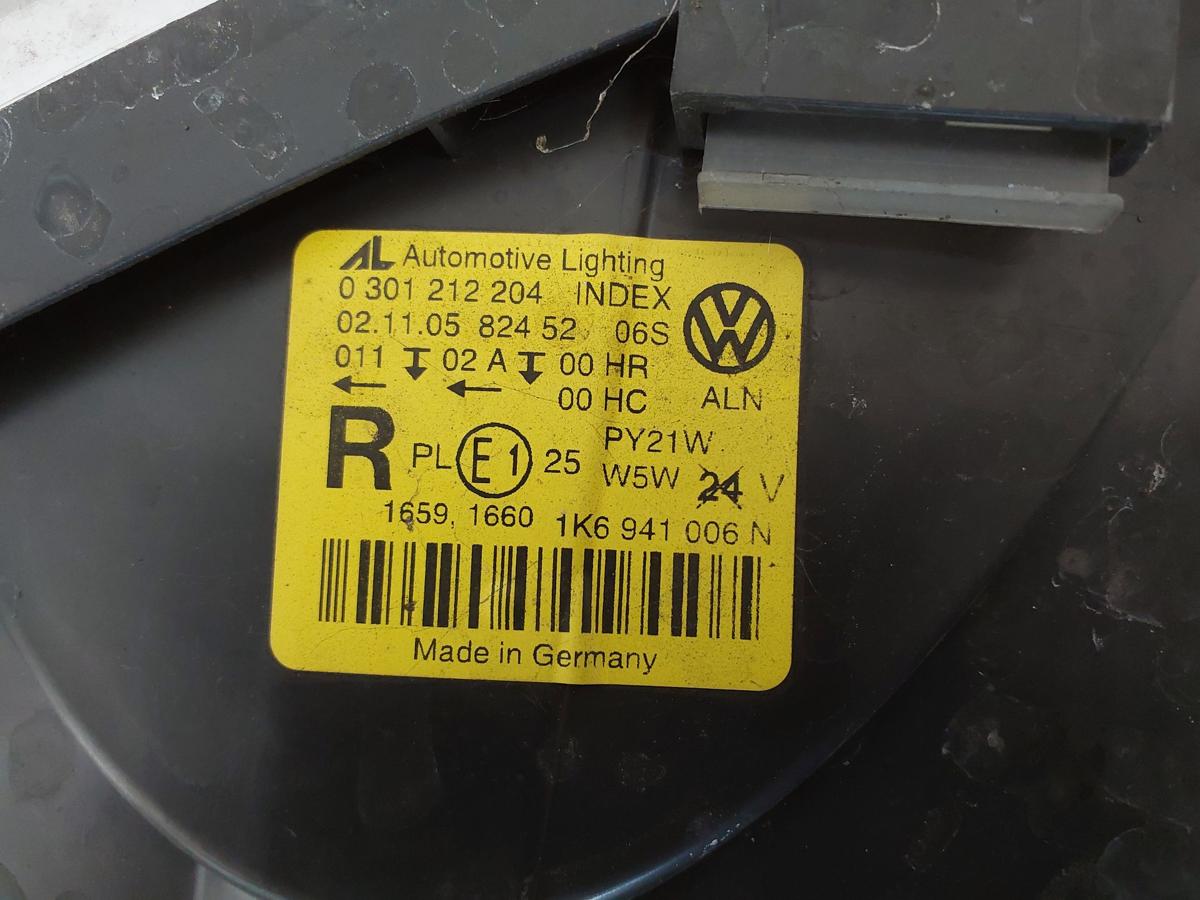 AL Automotive Lighting
0 301 212 204 INDEX
02.11.05 824 52 06S
011 02 A 00 HR
00 HC ALN
R PL E1 25 PY21W
W5W 24 V
1659, 1660 1K6 941 006 N
Made in Germany